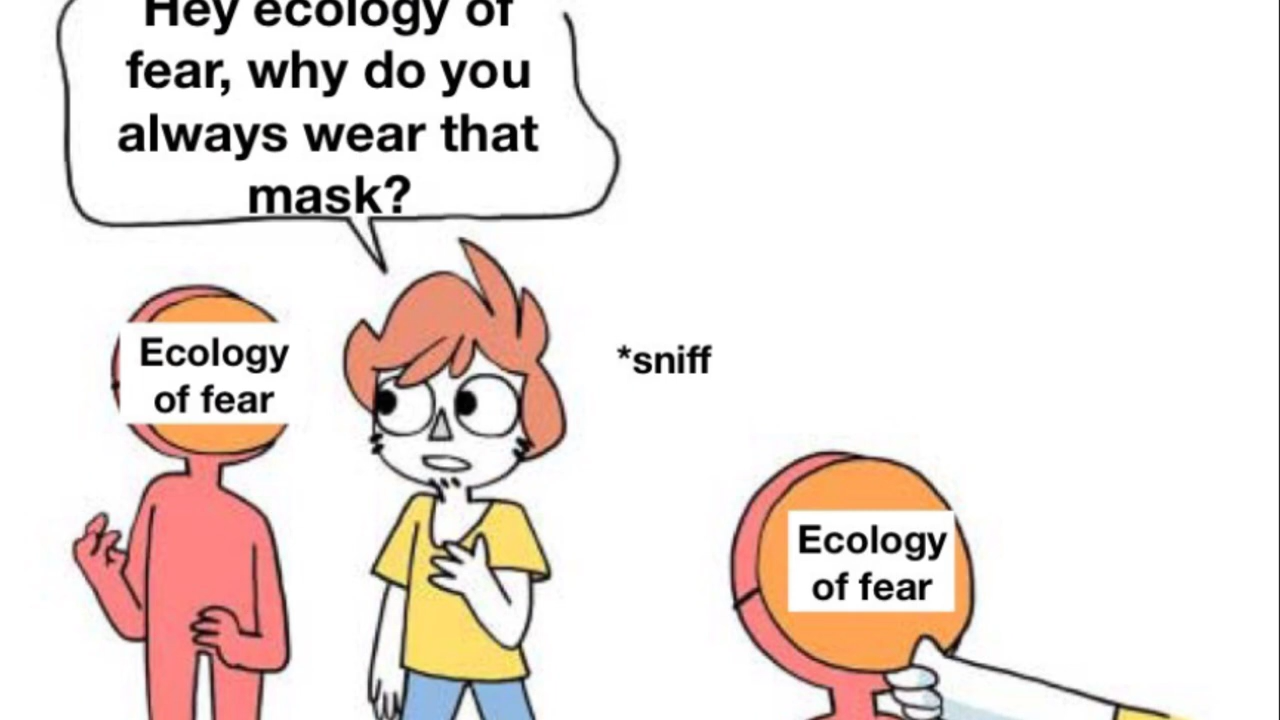 Hey ecology of
fear, why do you
always wear that
mask?
Ecology
of fear
*sniff
Ecology
of fear